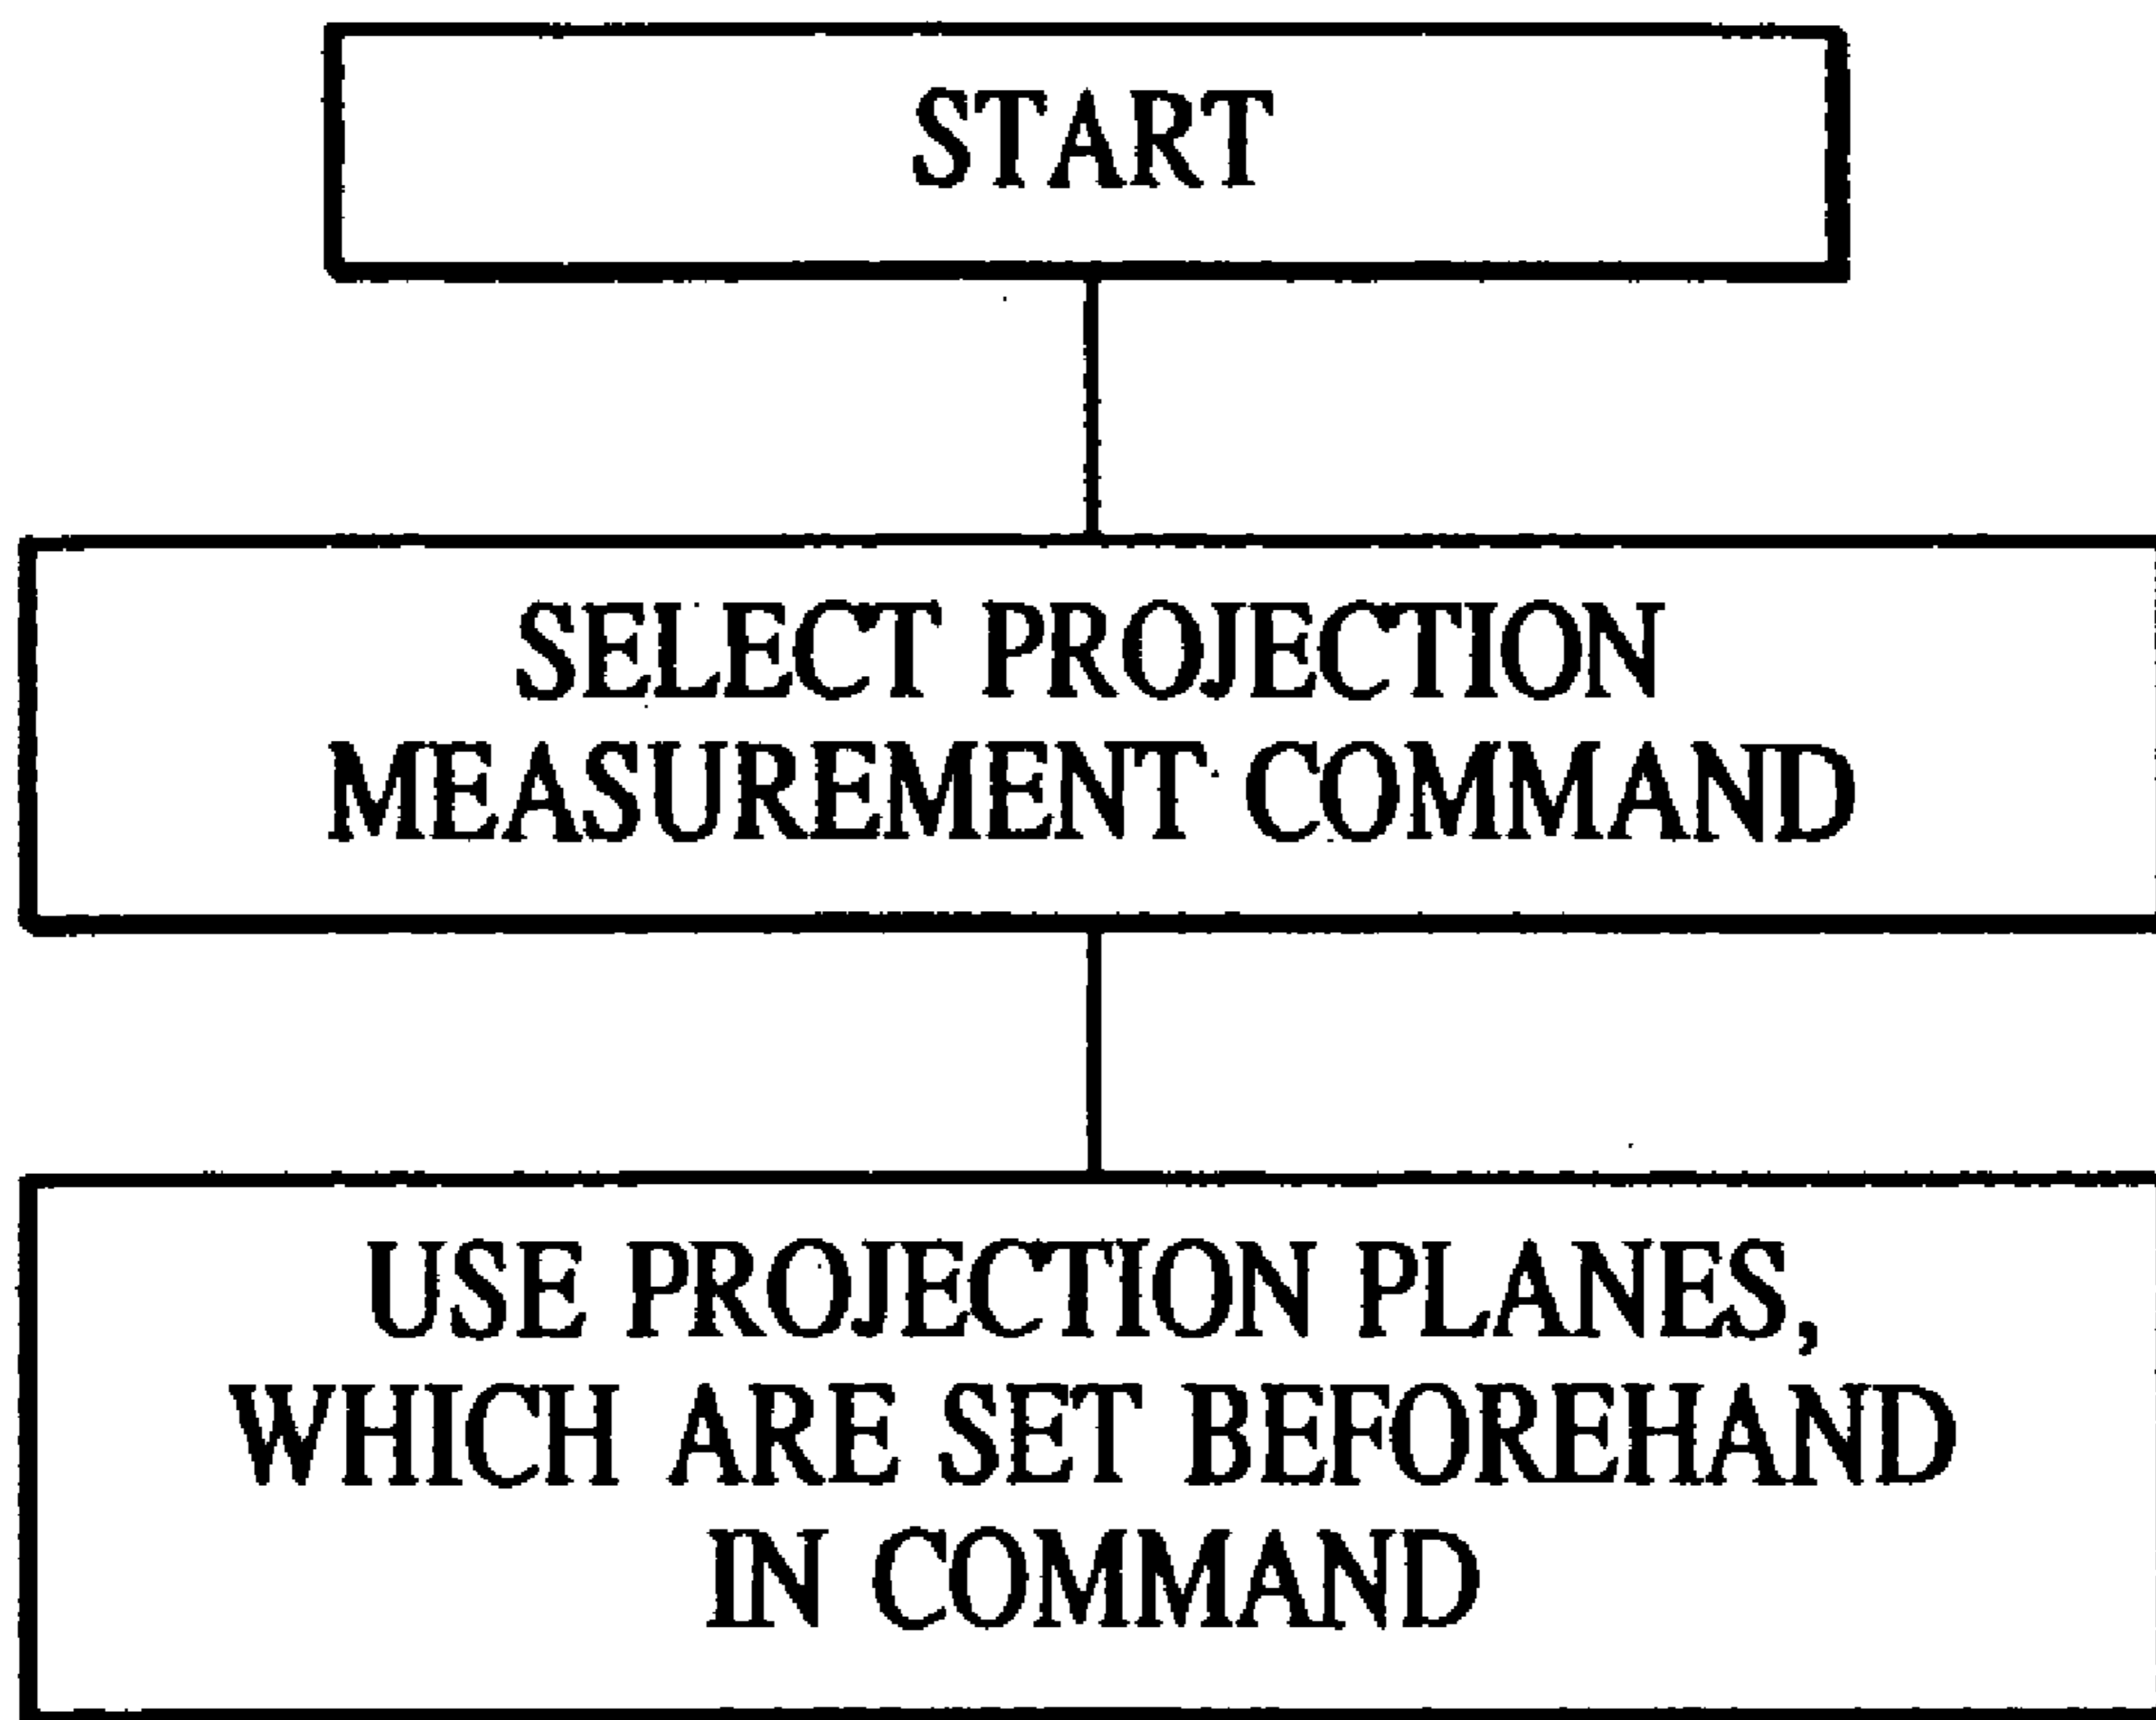 START
SELECT PROJECTION
MEASUREMENT COMMAND
USE PROJECTION PLANES,
WHICH ARE SET BEFOREHAND
IN COMMAND